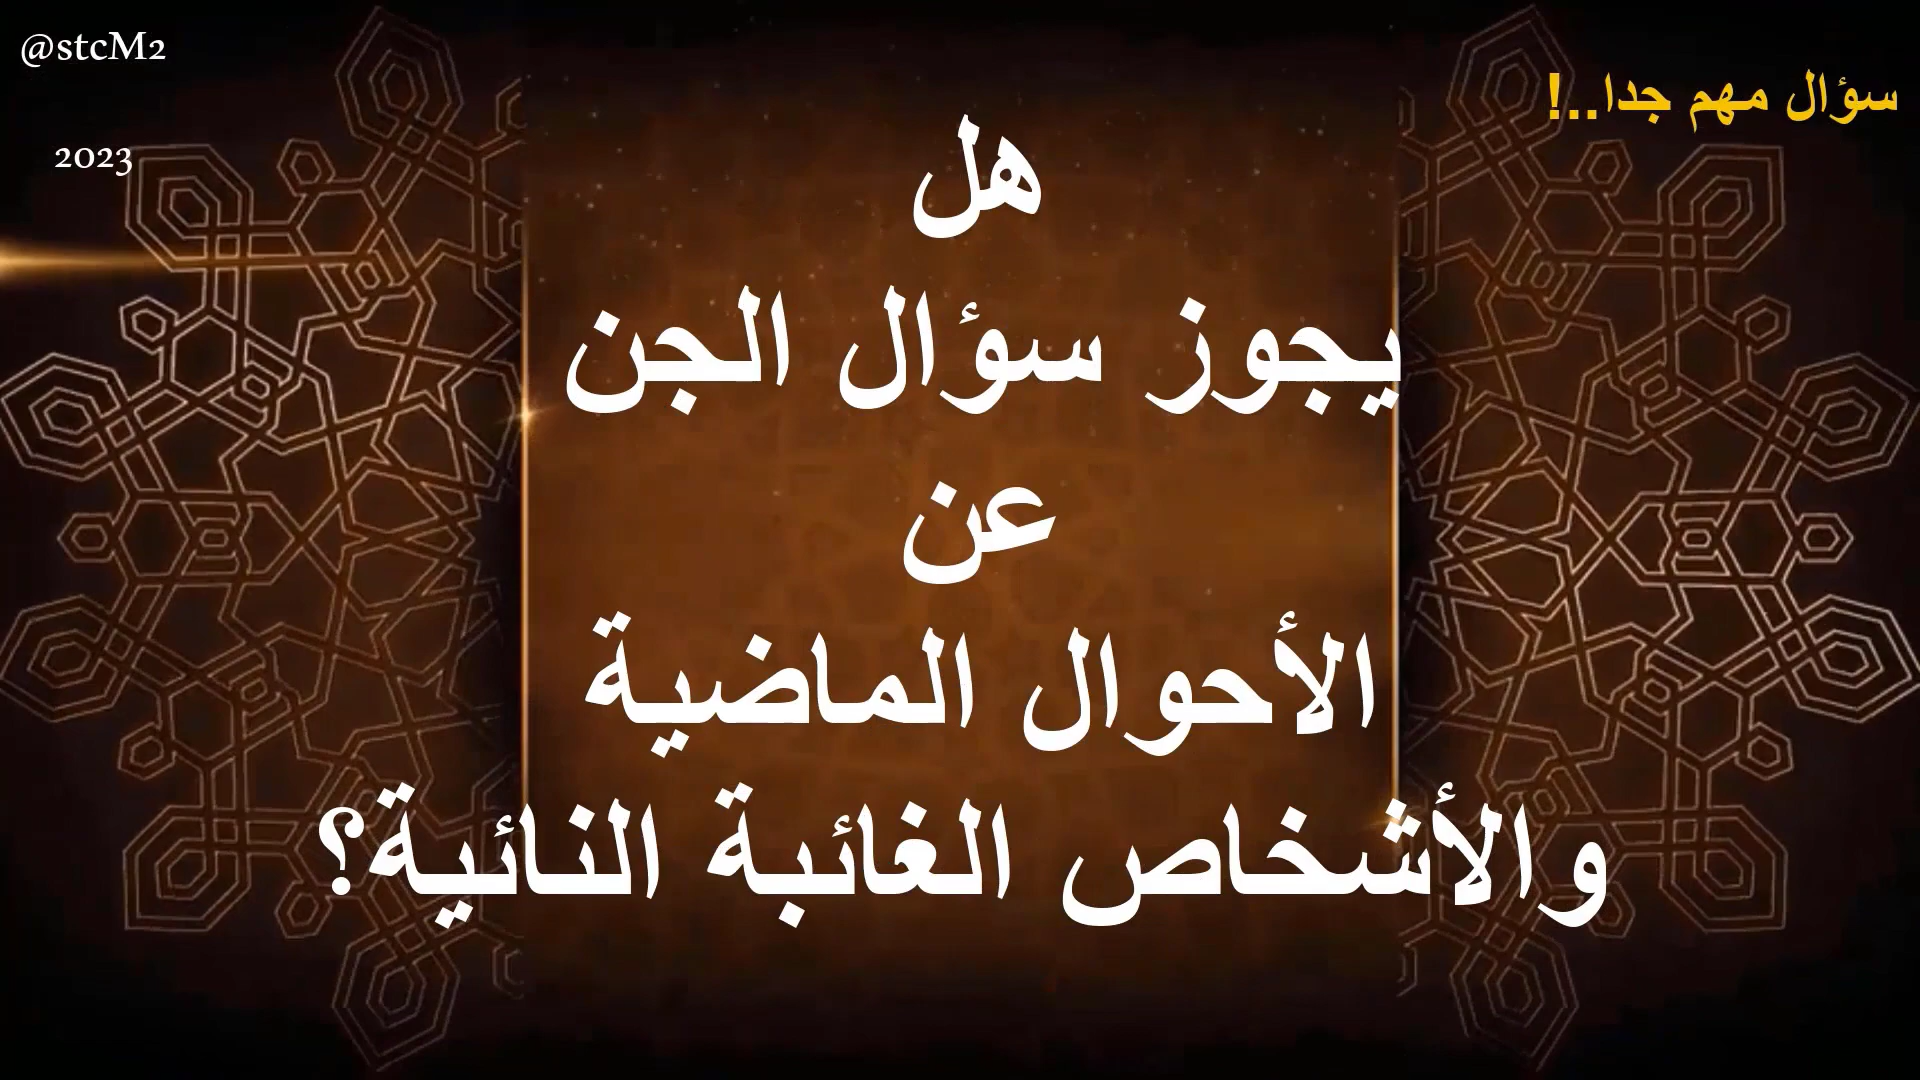 @stcM2
سؤال مهم جدا..!
2023
هل
يجوز سؤال الجن
عن
الأحوال الماضية
والأشخاص الغائبة النائية؟